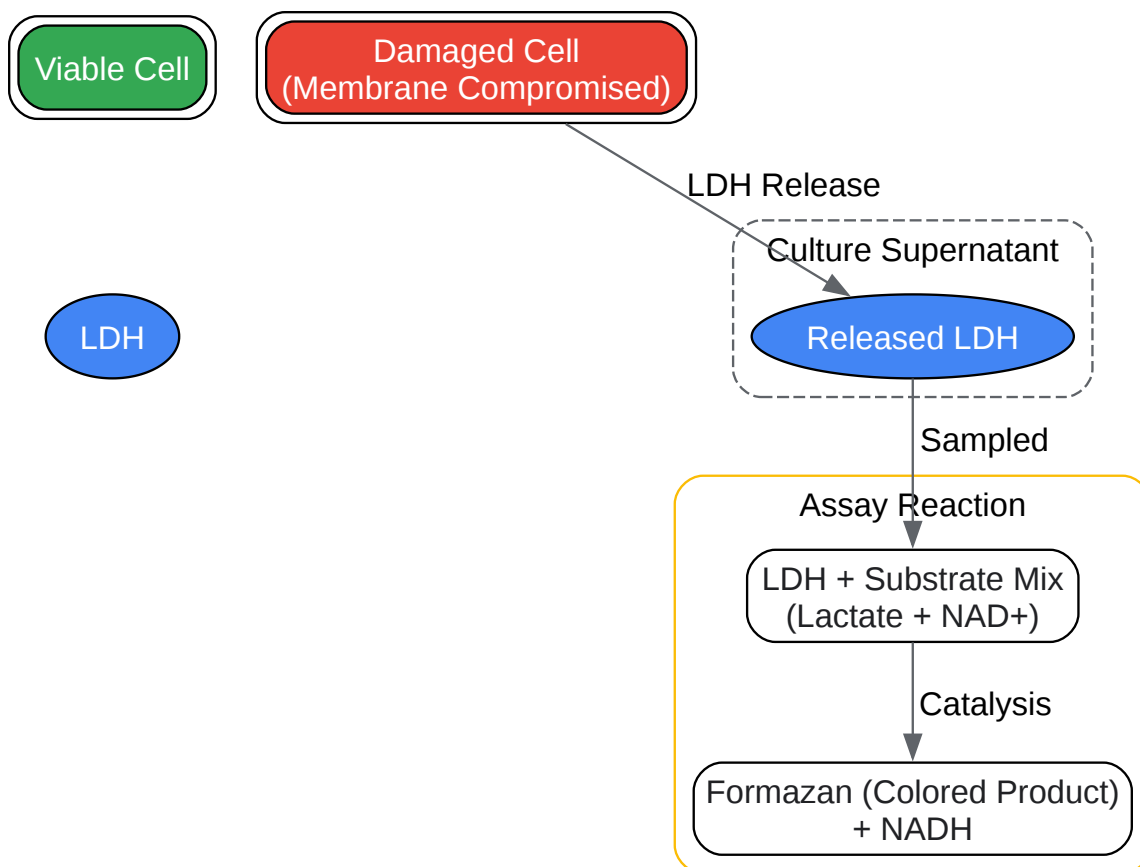 Viable Cell
Damaged Cell
(Membrane Compromised)
LDH Release
Culture Supernatant
LDH
Released LDH
Sampled
Assay Reaction
LDH + Substrate Mix
(Lactate + NAD+)
Catalysis
Formazan (Colored Product)
+ NADH